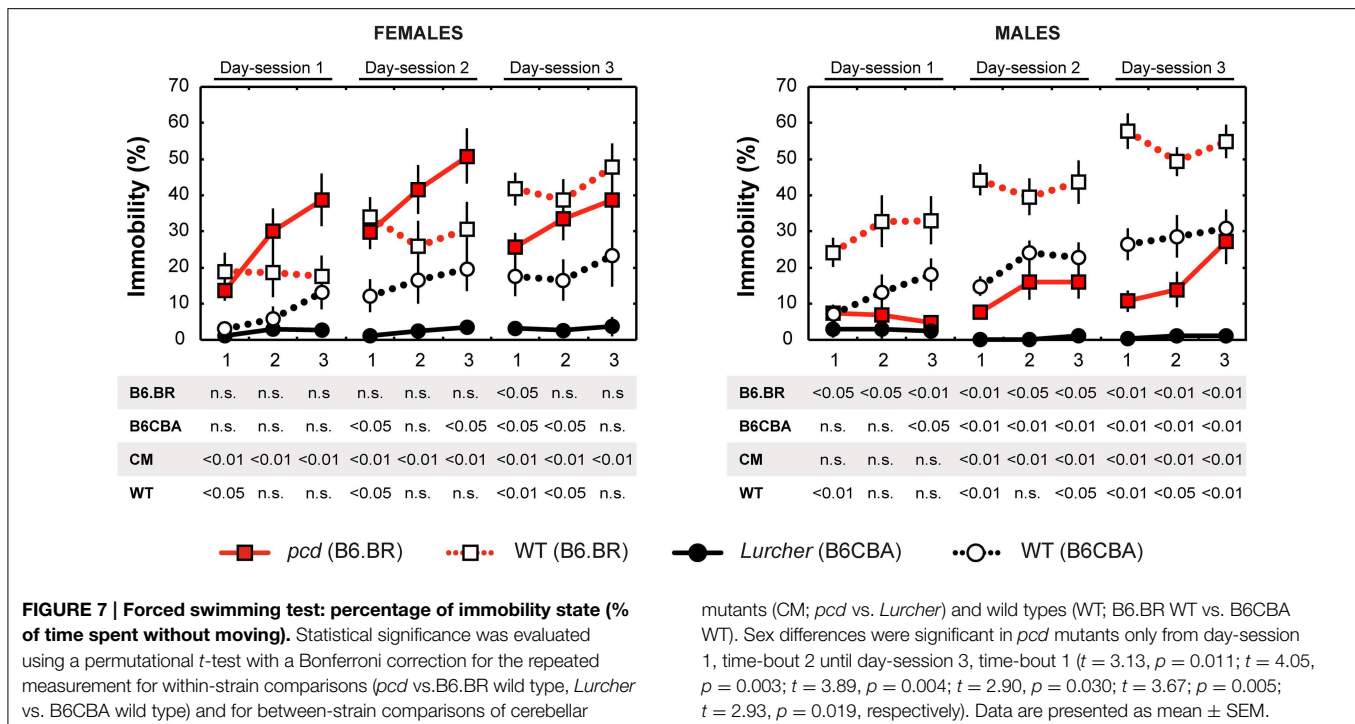 FEMALES
Day-session 1 Day-session 2 Day-session 3
Immobility (%)
70
60
50
40
30
20
10
0
1 2 3 1 2 3 1 2 3
B6.BR n.s. n.s. n.s n.s. n.s. n.s. <0.05 n.s. n.s
B6CBA n.s. n.s. n.s. <0.05 n.s. <0.05 <0.05 <0.05 n.s.
CM <0.01 <0.01 <0.01 <0.01 <0.01 <0.01 <0.01 <0.01 <0.01
WT <0.05 n.s. n.s. <0.05 n.s. n.s. <0.01 <0.05 n.s.
MALES
Day-session 1 Day-session 2 Day-session 3
Immobility (%)
70
60
50
40
30
20
10
0
1 2 3 1 2 3 1 2 3
B6.BR <0.05 <0.05 <0.01 <0.01 <0.05 <0.05 <0.01 <0.01 <0.01
B6CBA n.s. n.s. <0.05 <0.01 <0.01 <0.01 <0.01 <0.01 <0.01
CM n.s. n.s. n.s. <0.01 <0.01 <0.01 <0.01 <0.01 <0.01
WT <0.01 n.s. n.s. <0.01 n.s. <0.05 <0.01 <0.05 <0.01
pcd (B6.BR) WT (B6.BR) Lurcher (B6CBA) WT (B6CBA)
FIGURE 7 | Forced swimming test: percentage of immobility state (%
of time spent without moving). Statistical significance was evaluated
using a permutational t-test with a Bonferroni correction for the repeated
measurement for within-strain comparisons (pcd vs.B6.BR wild type, Lurcher
vs. B6CBA wild type) and for between-strain comparisons of cerebellar
mutants (CM; pcd vs. Lurcher) and wild types (WT; B6.BR WT vs. B6CBA
WT). Sex differences were significant in pcd mutants only from day-session
1, time-bout 2 until day-session 3, time-bout 1 (t = 3.13, p = 0.011; t = 4.05,
p = 0.003; t = 3.89, p = 0.004; t = 2.90, p = 0.030; t = 3.67; p = 0.005;
t = 2.93, p = 0.019, respectively). Data are presented as mean ± SEM.